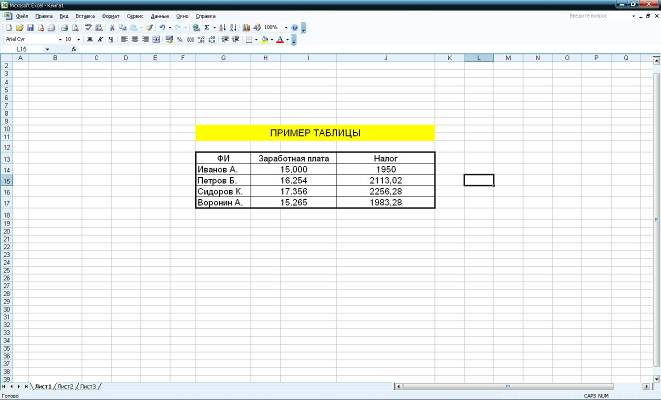 Microsoft Excel - Книга1
Файл Правка Вид Вставка Формат Сервис Данные Окно Справка
Введите вопрос
100%
Arial Cyr 10 Ж К Ч
L16 fx
A B C D E F G H I J K L M N O P Q
2
3
4
5
6
7
8
9
10
ПРИМЕР ТАБЛИЦЫ
11
12
13 ФИ Заработная плата Налог
14 Иванов А. 15.000 1950
15 Петров Б. 16.254 2113,02
16 Сидоров К. 17.356 2256,28
17 Воронин А. 15.265 1983,28
18
19
20
21
22
23
24
25
26
27
28
29
30
31
32
33
34
35
36
37
38
39
Лист1 Лист2 Лист3
Готово
CAPS NUM